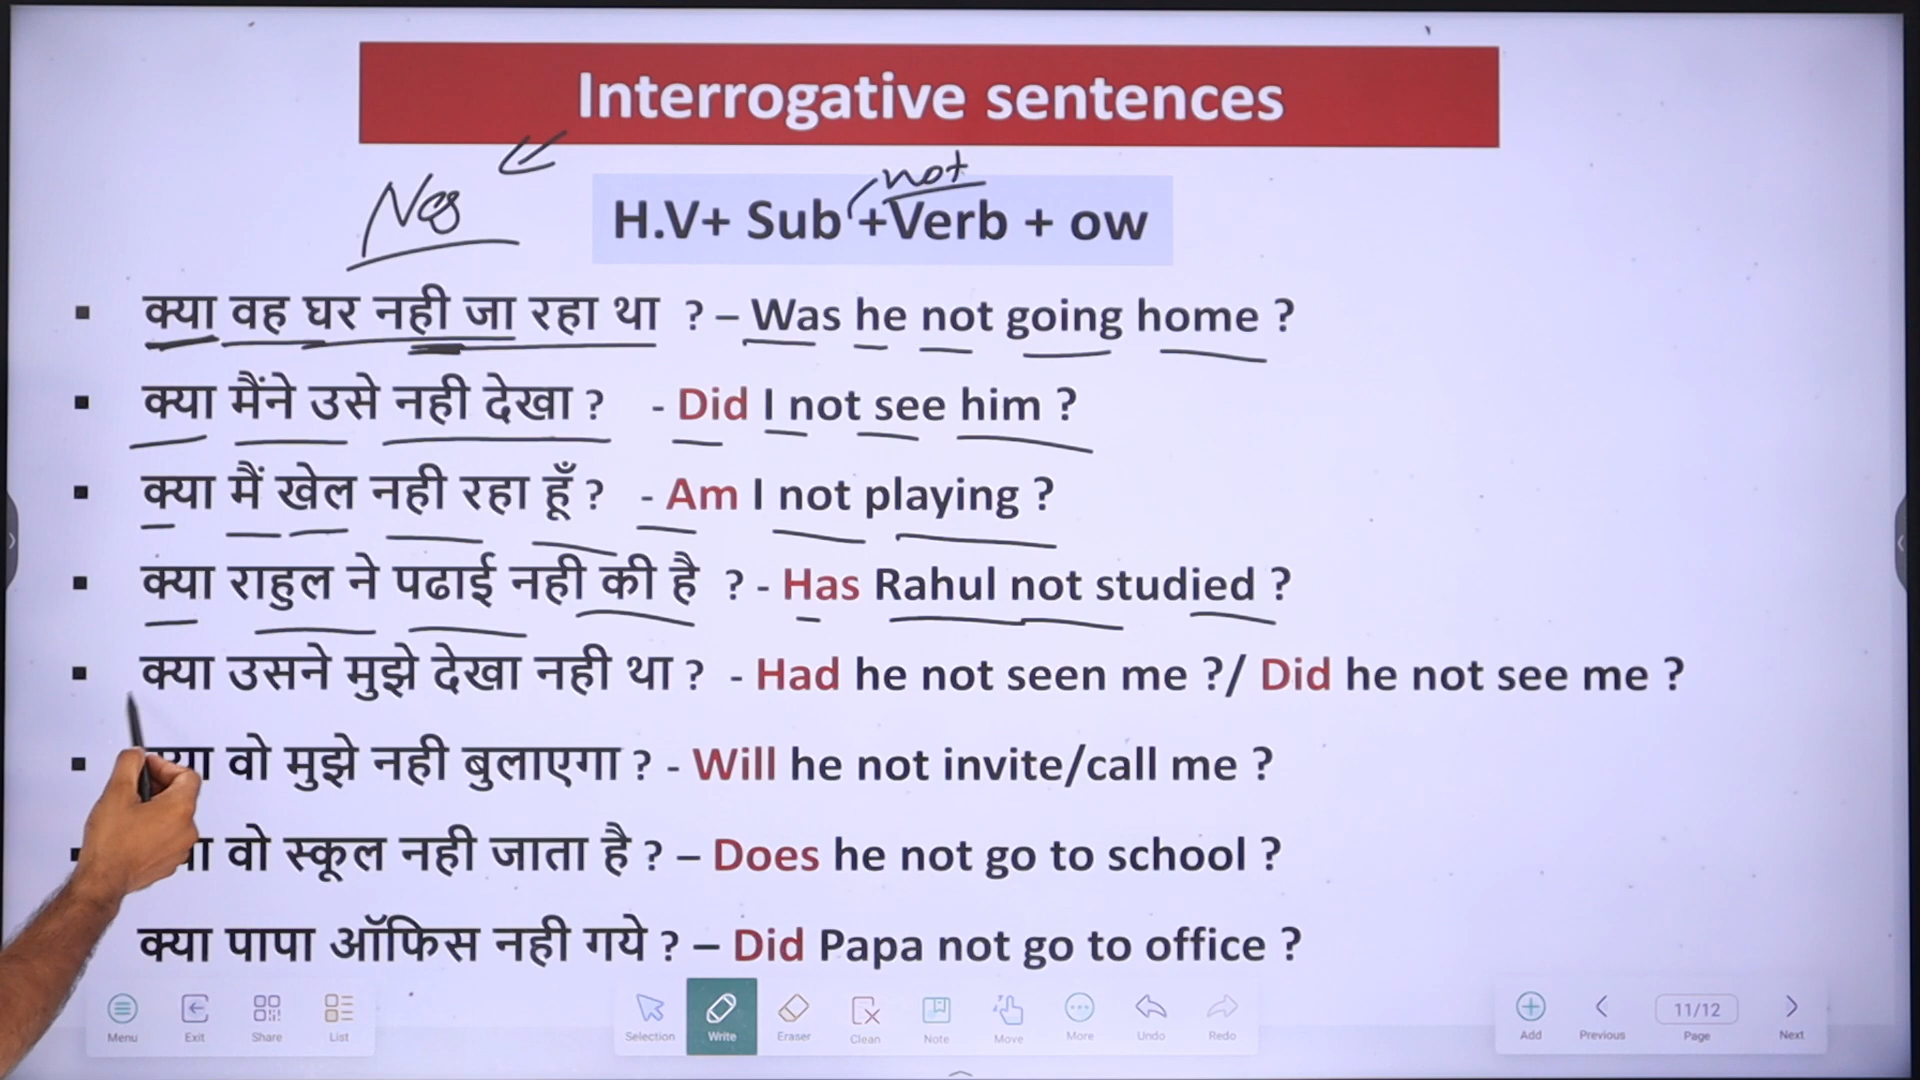 Interrogative sentences
Neg
not
H.V+ Sub +Verb + ow
▪ क्या वह घर नही जा रहा था ? – Was he not going home ?
▪ क्या मैंने उसे नही देखा ? - Did I not see him ?
▪ क्या मैं खेल नही रहा हूँ ? - Am I not playing ?
▪ क्या राहुल ने पढाई नही की है ? - Has Rahul not studied ?
▪ क्या उसने मुझे देखा नही था ? - Had he not seen me ?/ Did he not see me ?
▪ वो मुझे नही बुलाएगा ? - Will he not invite/call me ?
▪ वो स्कूल नही जाता है ? – Does he not go to school ?
क्या पापा ऑफिस नही गये ? – Did Papa not go to office ?
Menu Exit Share List Selection Write Eraser Clean Note Move More Undo Redo Add Previous 11/12 Page Next